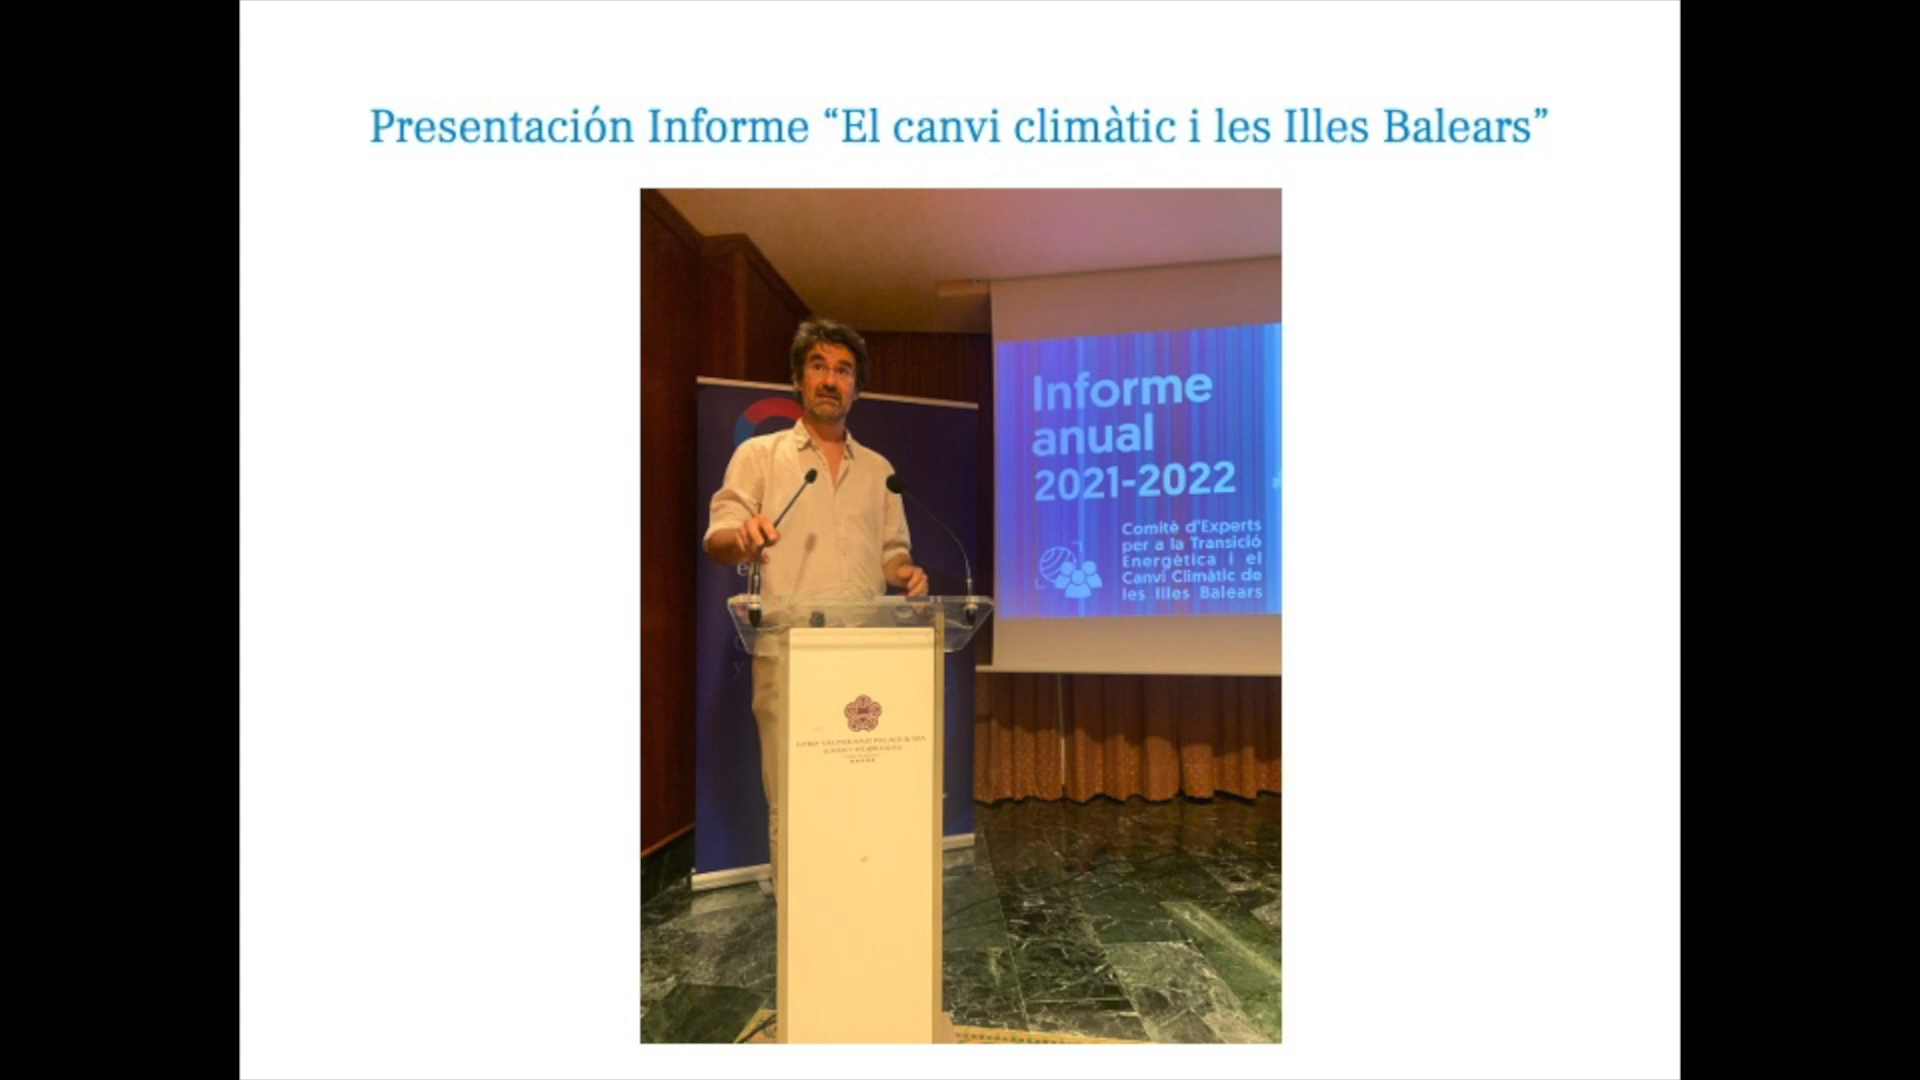 Presentación Informe “El canvi climàtic i les Illes Balears”
Informe
anual
2021-2022
Comitè d'Experts
per a la Transició
Energètica i el
Canvi Climàtic de
les Illes Balears